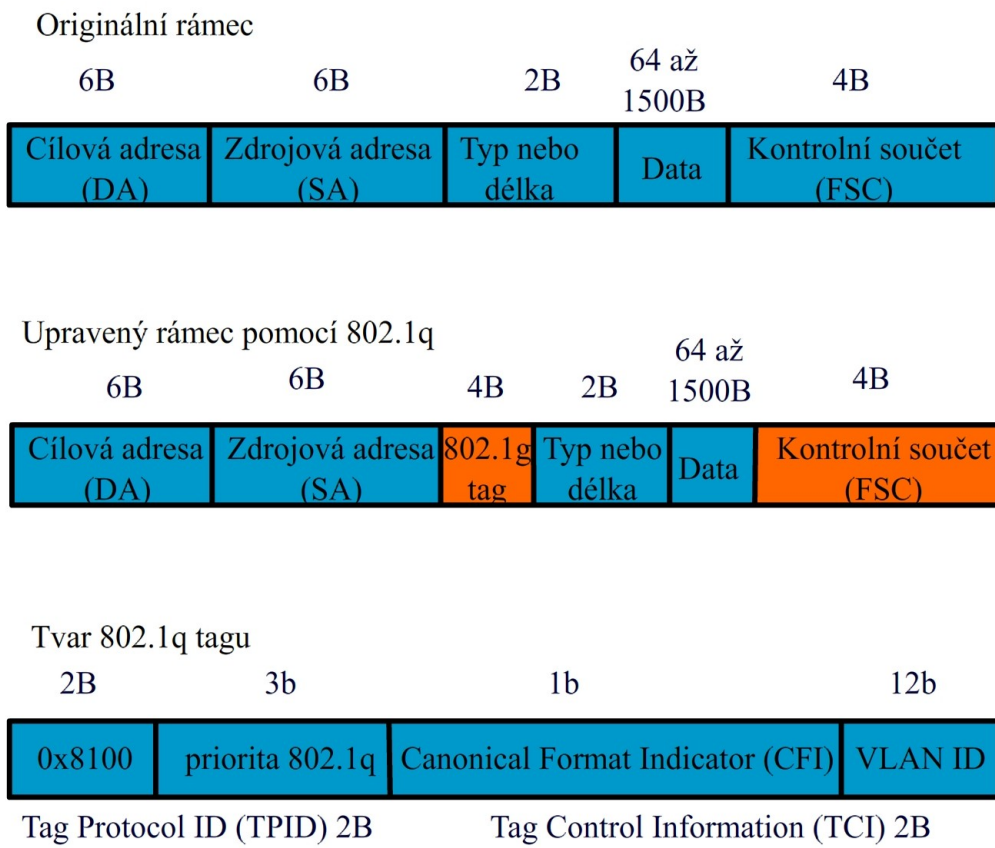 Originální rámec
6B 6B 2B 64 až 1500B 4B
Cílová adresa (DA) Zdrojová adresa (SA) Typ nebo délka Data Kontrolní součet (FSC)
Upravený rámec pomocí 802.1q
6B 6B 4B 2B 64 až 1500B 4B
Cílová adresa (DA) Zdrojová adresa (SA) 802.1g tag Typ nebo délka Data Kontrolní součet (FSC)
Tvar 802.1q tagu
2B 3b 1b 12b
0x8100 priorita 802.1q Canonical Format Indicator (CFI) VLAN ID
Tag Protocol ID (TPID) 2B Tag Control Information (TCI) 2B